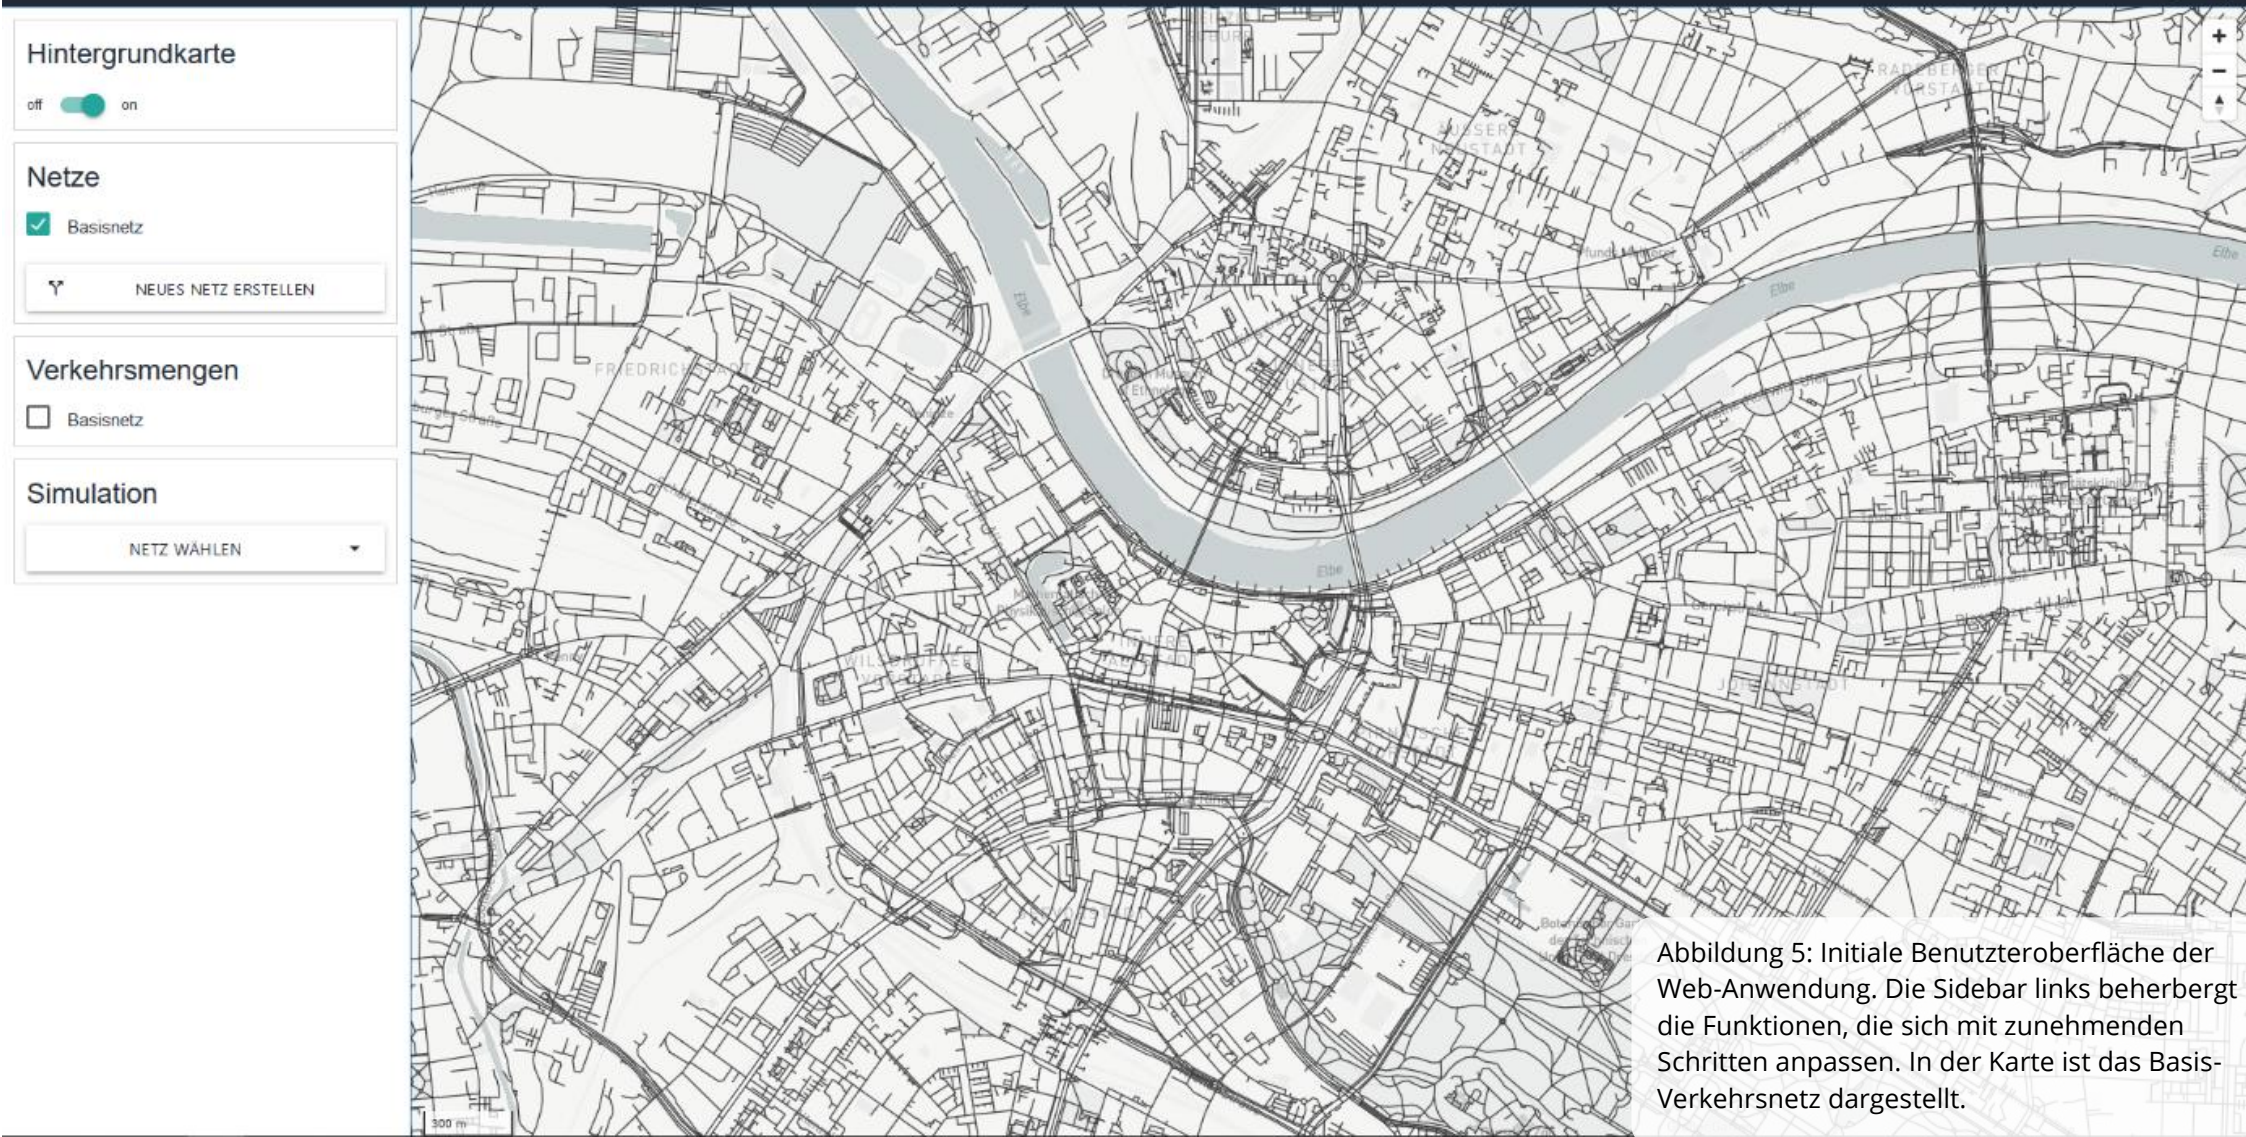 Hintergrundkarte
off on
Netze
Basisnetz
NEUES NETZ ERSTELLEN
Verkehrsmengen
Basisnetz
Simulation
NETZ WÄHLEN
RADEBERGER
VORSTADT
ÄUSSERE
NEUSTADT
Elbe
Elbe
Elbe
FRIEDRICHSTADT
Elbe
WILSDRUFFER
VORSTADT
INNERE
ALTSTADT
JOHANNSTADT
300 m
Abbildung 5: Initiale Benutzteroberfläche der
Web-Anwendung. Die Sidebar links beherbergt
die Funktionen, die sich mit zunehmenden
Schritten anpassen. In der Karte ist das Basis-
Verkehrsnetz dargestellt.